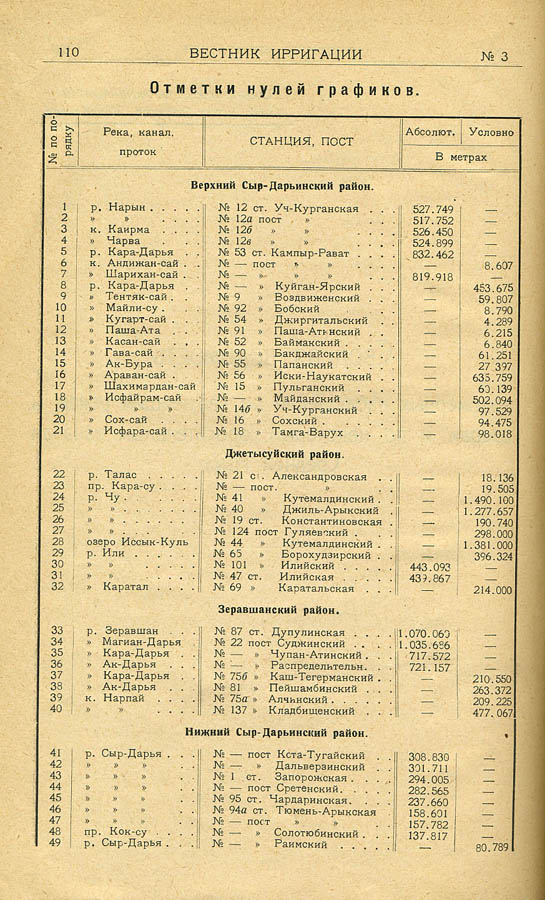 110 ВЕСТНИК ИРРИГАЦИИ № 3
Отметки нулей графиков.
№ по порядку Река, канал, проток СТАНЦИЯ, ПОСТ Абсолют. Условно
В метрах
Верхний Сыр-Дарьинский район.
1 р. Нарын . . . . . № 12 ст. Уч-Курганская . . . 527.749 —
2 » » . . . . № 12а пост » . . . 517.752 —
3 к. Каирма . . . . № 12б » » . . . 526.450 —
4 » Чарва . . . . № 12в » » . . . 524.899 —
5 р. Кара-Дарья . . № 53 ст. Кампыр-Рават . . . . 832.462 —
6 к. Андижан-сай . . № — пост » » . . . — 8.607
7 » Шарихан-сай . . № — » » » . . . 819.918 —
8 р. Кара-Дарья . . № — » Куйган-Ярский . . . — 453.675
9 » Тентяк-сай . . № 9 » Воздвиженский . . . — 59.807
10 » Майли-су . . . № 92 » Бобский . . . . — 8.790
11 » Кугарт-сай . . . № 54 » Джиргитальский . . — 4.289
12 » Паша-Ата . . . № 91 » Паша-Атинский . . . — 6.215
13 » Касан-сай . . . № 52 » Баймакский . . . . — 6.840
14 » Гава-сай . . . . № 90 » Бакджайский . . . — 61.251
15 » Ак-Бура . . . . № 55 » Папанский . . . . — 27.397
16 » Араван-сай . . . № 56 » Иски-Наукатский . . . — 635.759
17 » Шахимардан-сай № 15 » Пульганский . . . . — 60.139
18 » Исфайрам-сай . . № — » Майданский . . . . — 502.094
19 » » » . . № 14б » Уч-Курганский . . . — 97.529
20 » Сох-сай . . . . № 16 » Сохский . . . . — 94.475
21 » Исфара-сай . . . № 18 » Тамга-Варух . . . . — 98.018
Джетысуйский район.
22 р. Талас . . . . № 21 ст. Александровская . . — 18.136
23 пр. Кара-су . . . . № — пост. » . . — 19.505
24 р. Чу . . . . . № 41 » Кутемалдинский . . — 1.490.100
25 » » . . . . . № 40 » Джиль-Арыкский — 1.277.657
26 » » . . . . . № 19 ст. Константиновская . — 190.740
27 » » . . . . . № 124 пост Гуляевский . . . — 298.000
28 озеро Иссык-Куль № 44 » Кутемалдинский . . — 1.381.000
29 р. Или . . . . . № 65 » Борохудзирский . . . — 396.324
30 » » . . . . . № 101 » Илийский . . . . . 443.093 —
31 » » . . . . . № 47 ст. Илийская . . . . . 439.867 —
32 » Каратал . . . . № 69 » Каратальская . . . — 214.000
Зеравшанский район.
33 р. Зеравшан . . . № 87 ст. Дупулинская . . . . 1.070.060 —
34 » Магиан-Дарья № 22 пост Суджинский . . . . 1.035.686 —
35 » Кара-Дарья . . № — » Чупан-Атинский. . . 717.572 —
36 » Ак-Дарья . . . № — » Распределительн. . . 721.157 —
37 » Кара-Дарья . . № 75б » Каш-Тегерманский . — 210.550
38 » Ак-Дарья . . . № 81 » Пейшамбинский . . — 263.372
39 к. Нарпай . . . . № 75а » Алчынский. . . . . — 209.225
40 » » . . . . № 137 » Кладбищенский . . — 477.067
Нижний Сыр-Дарьинский район.
41 р. Сыр-Дарья . . . № — пост Кста-Тугайский . . 308.830 —
42 » » » . . № — » Дальверзинский . . 301.711 —
43 » » » . . № 1 ст. Запорожская . . . . 294.005 —
44 » » » . . № — пост Сретенский. . . . 282.565 —
45 » » » . . № 95 ст. Чардаринская. . . . 237.660 —
46 » » » . . № 94а ст. Тюмень-Арыкская 158.601 —
47 » » » . . № — пост » » . . 157.782 —
48 пр. Кок-су . . . . № — » Солотюбинский . . . 137.817 —
49 р. Сыр-Дарья . . . № — » Раимский . . . . . — 80.789